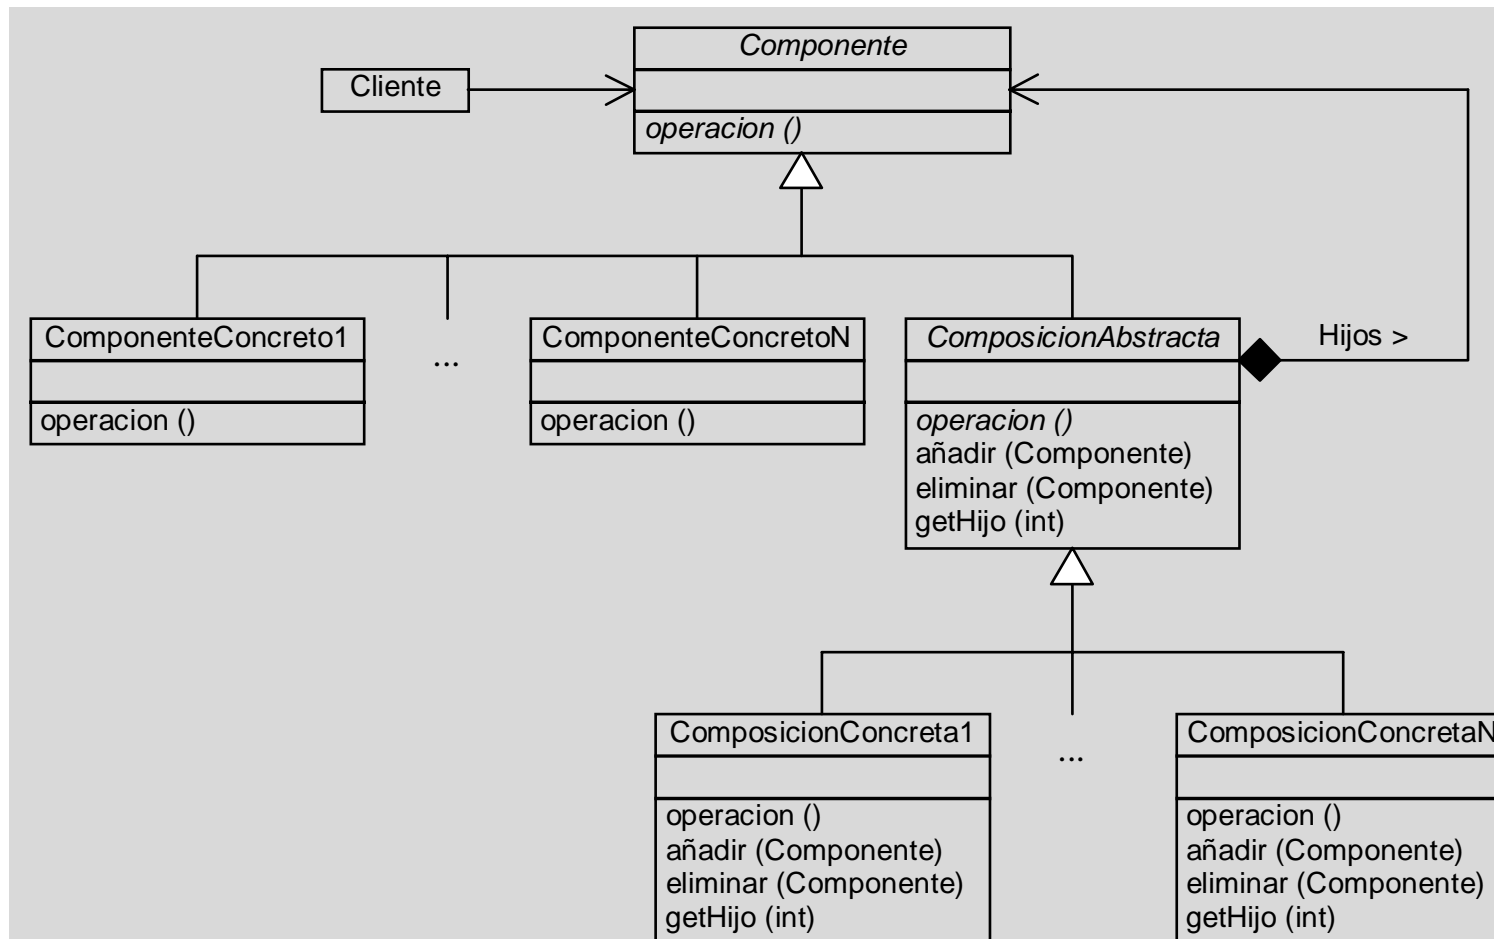 Componente
Cliente
operacion ()
ComponenteConcreto1
...
ComponenteConcretoN
ComposicionAbstracta
Hijos >
operacion ()
operacion ()
operacion ()
añadir (Componente)
eliminar (Componente)
getHijo (int)
ComposicionConcreta1
...
ComposicionConcretaN
operacion ()
añadir (Componente)
eliminar (Componente)
getHijo (int)
operacion ()
añadir (Componente)
eliminar (Componente)
getHijo (int)